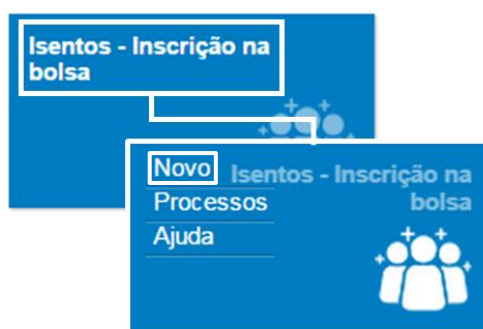 Isentos - Inscrição na
bolsa
Novo
Isentos - Inscrição na
bolsa
Processos
Ajuda